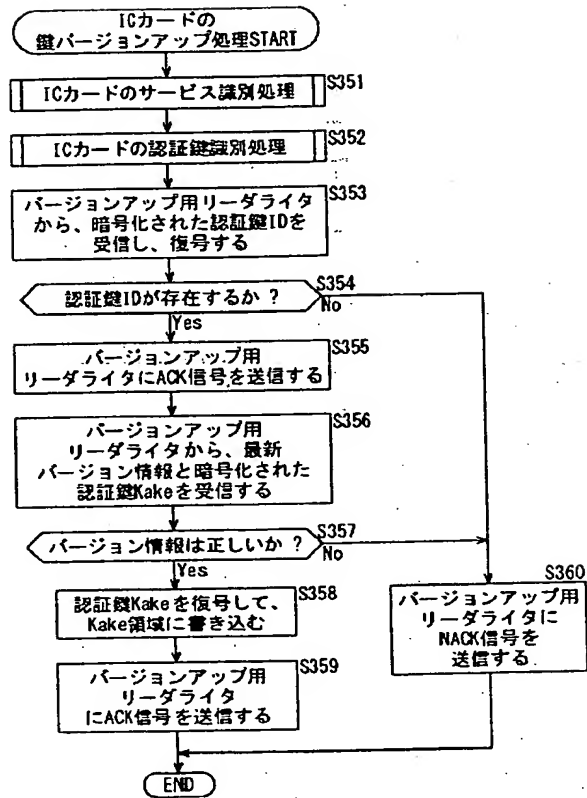 ICカードの
鍵バージョンアップ処理START
ICカードのサービス識別処理
S351
ICカードの認証鍵識別処理
S352
S353
バージョンアップ用リーダライタ
から、暗号化された認証鍵IDを
受信し、復号する
S354
認証鍵IDが存在するか ?
No
Yes
S355
バージョンアップ用
リーダライタにACK信号を送信する
S356
バージョンアップ用
リーダライタから、最新
バージョン情報と暗号化された
認証鍵Kakeを受信する
S357
バージョン情報は正しいか ?
No
Yes
S358
認証鍵Kakeを復号して、
Kake領域に書き込む
S360
バージョンアップ用
リーダライタに
NACK信号を
送信する
S359
バージョンアップ用
リーダライタ
にACK信号を送信する
END